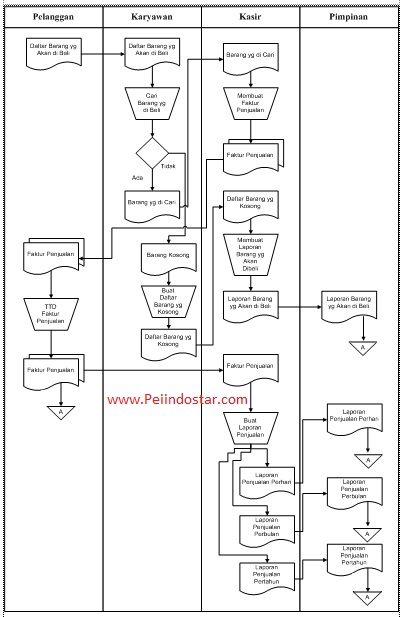 Pelanggan
Karyawan
Kasir
Pimpinan
Daftar Barang yg
Akan di Beli
Daftar Barang yg
Akan di Beli
Barang yg di Cari
Cari
Barang yg
di Beli
Membuat
Faktur
Penjualan
Tidak
Ada
Faktur Penjualan
Barang yg di Cari
Daftar Barang yg
Kosong
Faktur Penjualan
Barang Kosong
Membuat
Laporan
Barang yg
Akan
Dibeli
Buat
Daftar
Barang yg
Kosong
TTD
Faktur
Penjualan
Laporan Barang
yg Akan di Beli
Laporan Barang
yg Akan di Beli
Daftar Barang yg
Kosong
A
Faktur Penjualan
Faktur Penjualan
www.Peiindostar.com
A
Buat
Laporan
Penjualan
Laporan
Penjualan Perhari
A
Laporan
Penjualan Perhari
Laporan
Penjualan
Perbulan
Laporan
Penjualan
Perbulan
A
Laporan
Penjualan
Pertahun
Laporan
Penjualan
Pertahun
A